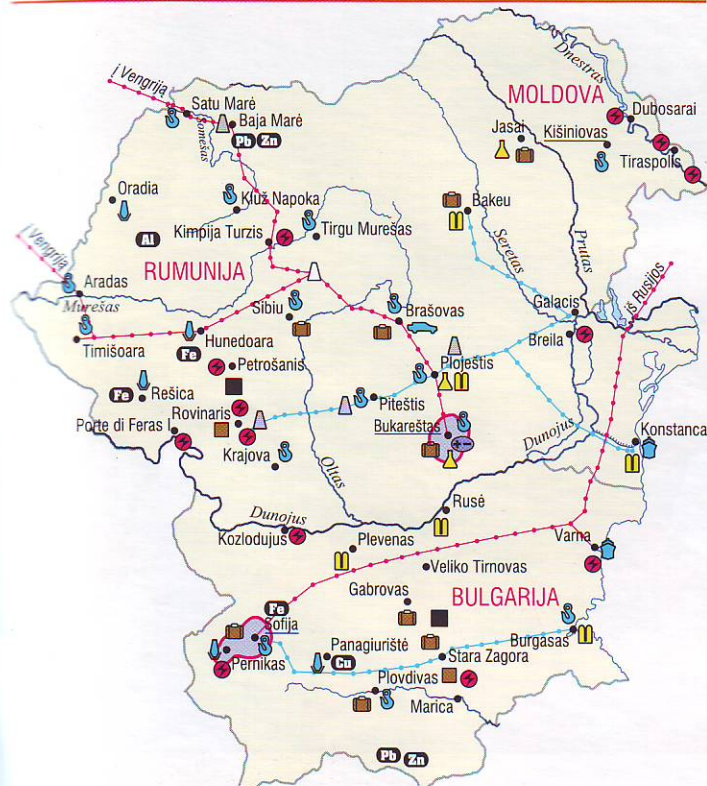 Į Vengriją
Satu Marė
Baja Marė
Pb Zn
Somešas
Dnestras
MOLDOVA
Dubosarai
Jasai
Kišiniovas
Tiraspolis
Oradia
Kluž Napoka
Bakeu
Al
Kimpija Turzis
Tirgu Murešas
Seretas
Prutas
Į Vengriją
RUMUNIJA
Aradas
Murešas
Galacis
Iš Rusijos
Sibiu
Brašovas
Timišoara
Hunedoara
Breila
Fe
Petrošanis
Ploještis
Fe
Rešica
Piteštis
Rovinaris
Porte di Feras
Bukareštas
Dunojus
Konstanca
Krajova
Oltas
Rusė
Dunojus
Kozlodujus
Plevenas
Varna
Veliko Tirnovas
Gabrovas
BULGARIJA
Fe
Sofija
Burgasas
Panagiurištė
Pernikas
Cu
Stara Zagora
Plovdivas
Marica
Pb Zn